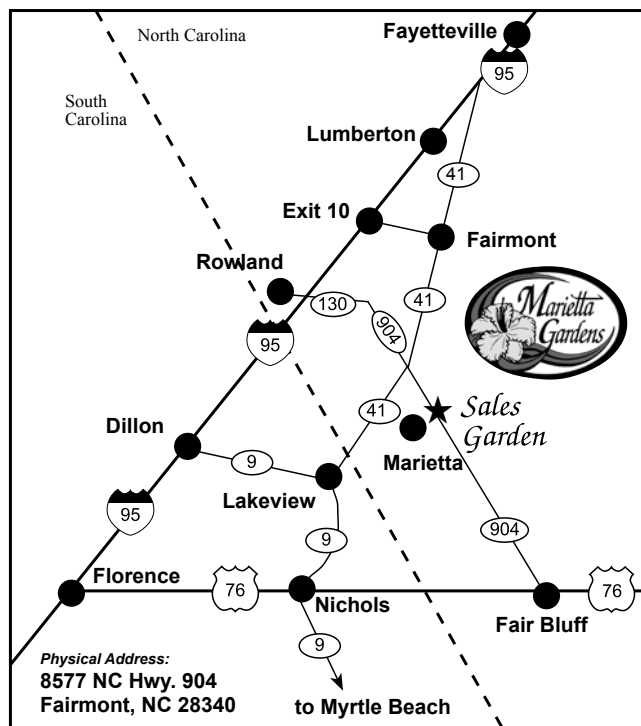 North Carolina
Fayetteville
95
South
Carolina
Lumberton
41
Exit 10
Fairmont
Rowland
130
41
904
Marietta
Gardens
95
Dillon
41
Sales
Garden
Marietta
9
Lakeview
95
904
9
Florence
76
Nichols
76
Fair Bluff
9
Physical Address:
8577 NC Hwy. 904
Fairmont, NC 28340
to Myrtle Beach